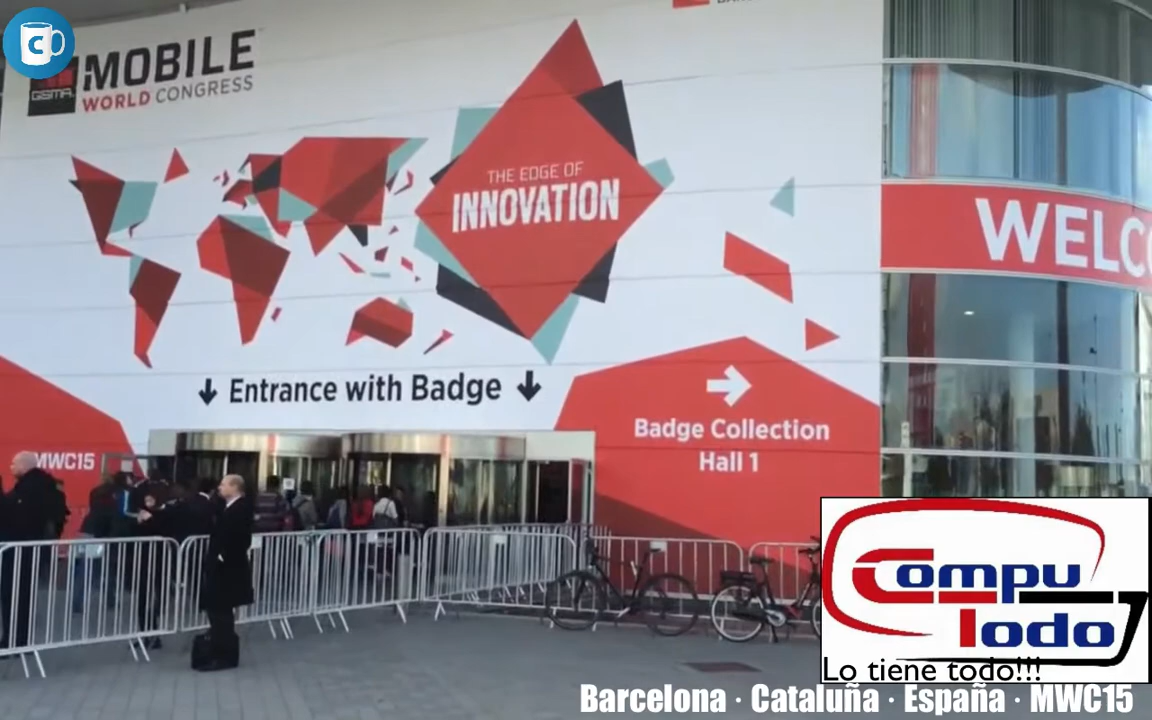 C
GSMA
MOBILE
WORLD CONGRESS
THE EDGE OF
INNOVATION
WELCO
↓ Entrance with Badge ↓
→
Badge Collection
Hall 1
MWC15
Compu
Todo
Lo tiene todo!!!
Barcelona · Cataluña · España · MWC15